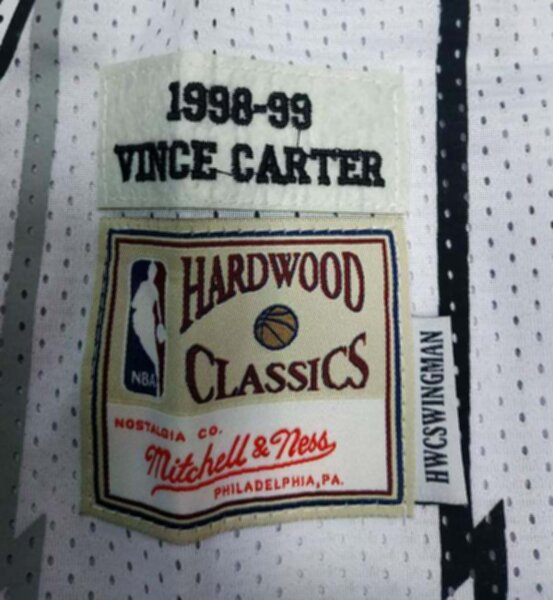 1998-99
VINCE CARTER
NBA
HARDWOOD
CLASSICS
NOSTALGIA CO.
Mitchell & Ness
PHILADELPHIA, PA.
HWCSWINGMAN